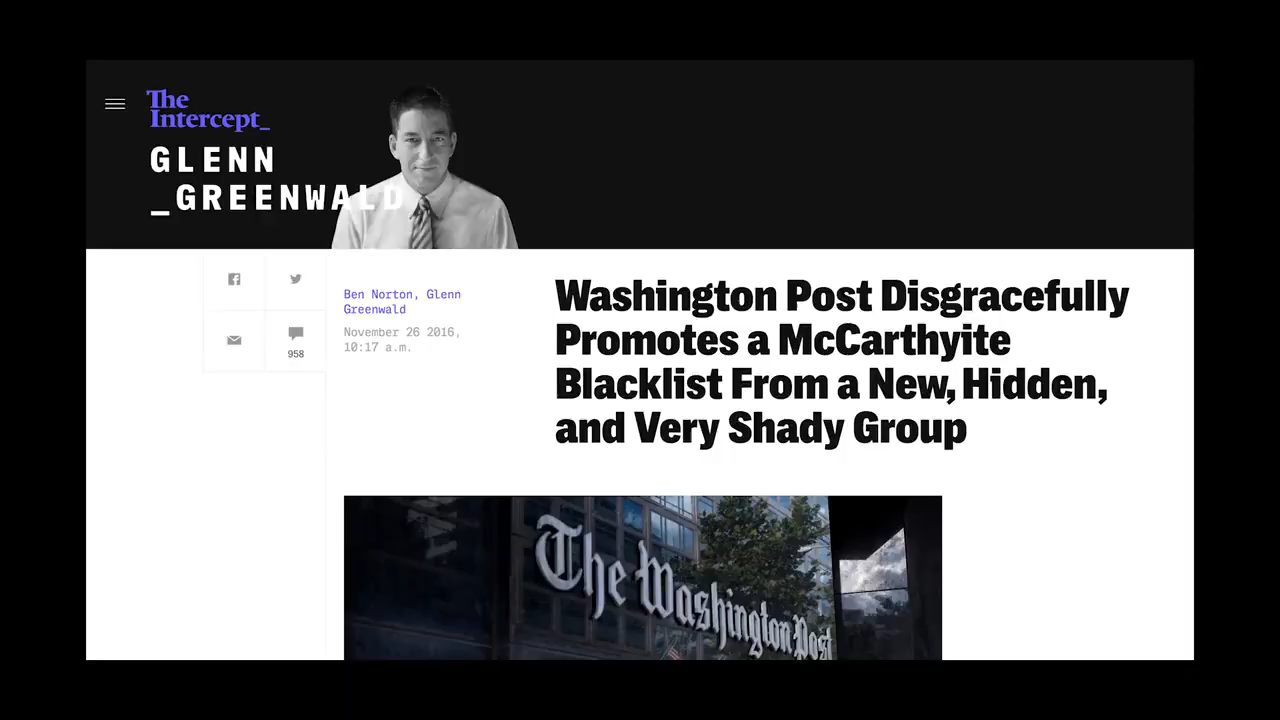 The
Intercept_
GLENN
_GREENWALD
958
Ben Norton, Glenn
Greenwald
November 26 2016,
10:17 a.m.
Washington Post Disgracefully
Promotes a McCarthyite
Blacklist From a New, Hidden,
and Very Shady Group
The Washington Post